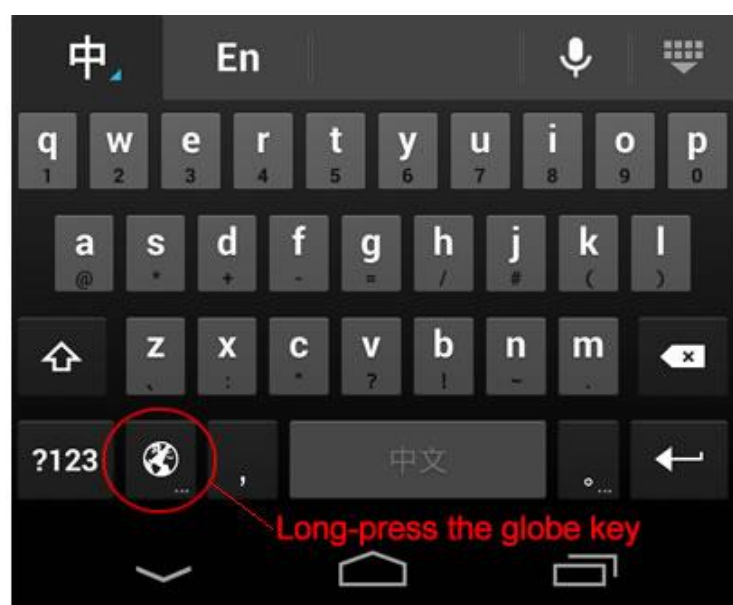 中 En
q w e r t y u i o p
1 2 3 4 5 6 7 8 9 0
a s d f g h j k l
@ * + - = / # ( )
z x c v b n m
、 : " ? ! ~ .
?123 , 中文 。...
Long-press the globe key